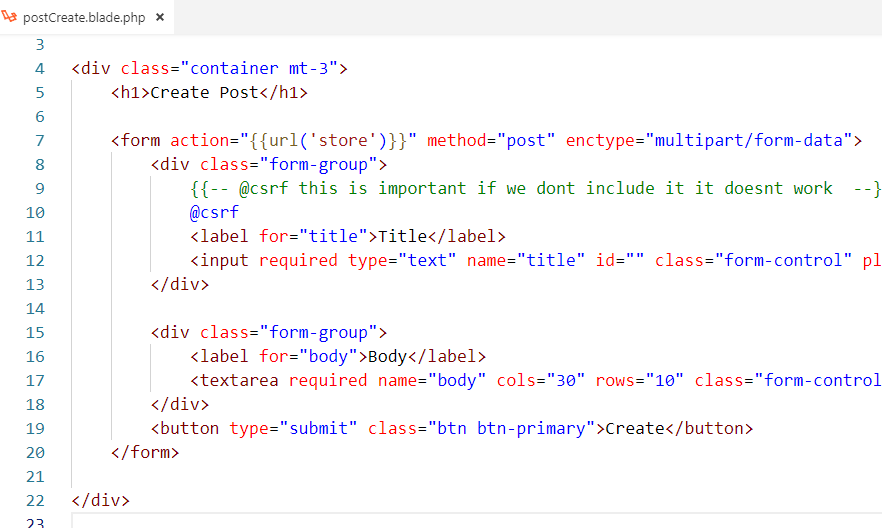 postCreate.blade.php ×
3
4 <div class="container mt-3">
5 <h1>Create Post</h1>
6
7 <form action="{{url('store')}}" method="post" enctype="multipart/form-data">
8 <div class="form-group">
9 {{-- @csrf this is important if we dont include it it doesnt work --}
10 @csrf
11 <label for="title">Title</label>
12 <input required type="text" name="title" id="" class="form-control" pl
13 </div>
14
15 <div class="form-group">
16 <label for="body">Body</label>
17 <textarea required name="body" cols="30" rows="10" class="form-control
18 </div>
19 <button type="submit" class="btn btn-primary">Create</button>
20 </form>
21
22 </div>
23